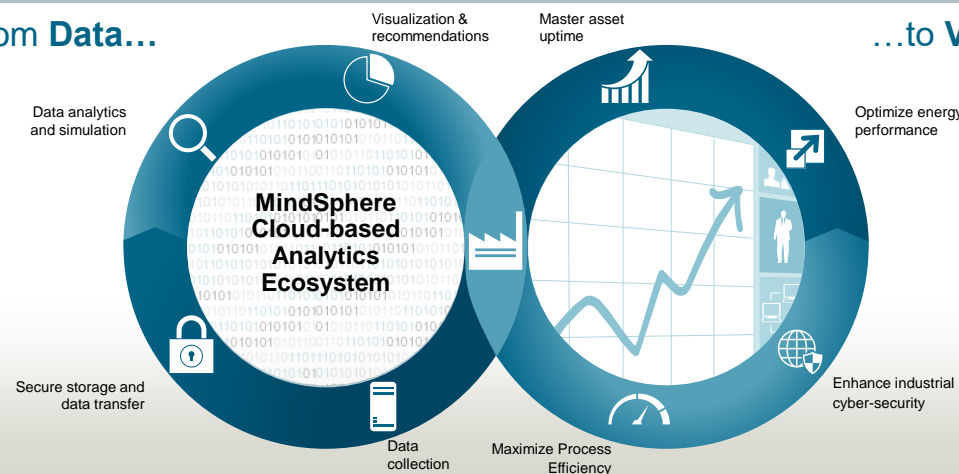 om Data…
…to V
Visualization &
recommendations
Master asset
uptime
Data analytics
and simulation
Optimize energy
performance
MindSphere
Cloud-based
Analytics
Ecosystem
Secure storage and
data transfer
Enhance industrial
cyber-security
Data
collection
Maximize Process
Efficiency